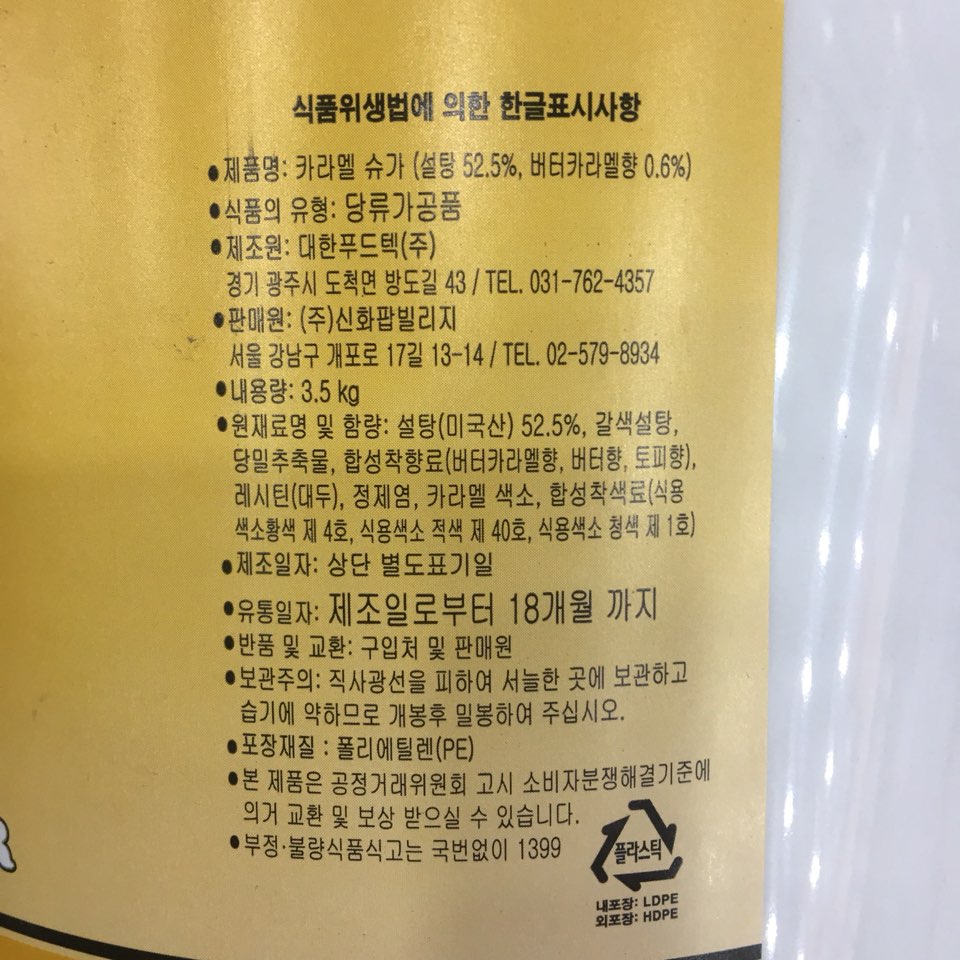 식품위생법에 의한 한글표시사항
●제품명: 카라멜 슈가 (설탕 52.5%, 버터카라멜향 0.6%)
●식품의 유형: 당류가공품
●제조원: 대한푸드텍(주)
경기 광주시 도척면 방도길 43 / TEL. 031-762-4357
●판매원: (주)신화팝빌리지
서울 강남구 개포로 17길 13-14 / TEL. 02-579-8934
●내용량: 3.5 kg
●원재료명 및 함량: 설탕(미국산) 52.5%, 갈색설탕,
당밀추축물, 합성착향료(버터카라멜향, 버터향, 토피향),
레시틴(대두), 정제염, 카라멜 색소, 합성착색료(식용
색소황색 제 4호, 식용색소 적색 제 40호, 식용색소 청색 제 1호)
●제조일자: 상단 별도표기일
●유통일자: 제조일로부터 18개월 까지
●반품 및 교환: 구입처 및 판매원
●보관주의: 직사광선을 피하여 서늘한 곳에 보관하고
습기에 약하므로 개봉후 밀봉하여 주십시오.
●포장재질 : 폴리에틸렌(PE)
●본 제품은 공정거래위원회 고시 소비자분쟁해결기준에
의거 교환 및 보상 받으실 수 있습니다.
●부정·불량식품식고는 국번없이 1399
플라스틱
내포장: LDPE
외포장: HDPE